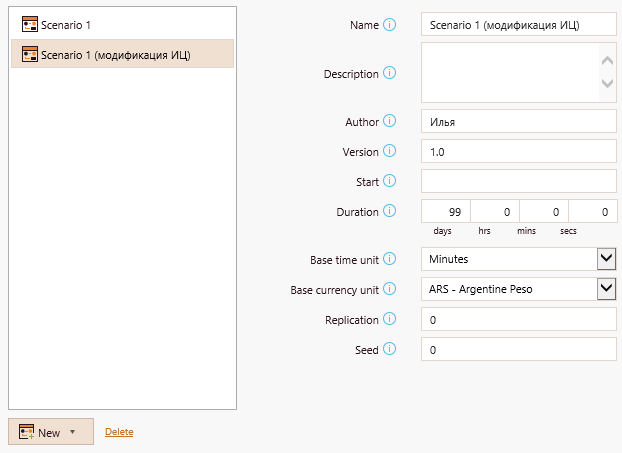 Scenario 1
Scenario 1 (модификация ИЦ)
New
Delete
Name Scenario 1 (модификация ИЦ)
Description
Author Илья
Version 1.0
Start
Duration 99 0 0 0
days hrs mins secs
Base time unit Minutes
Base currency unit ARS - Argentine Peso
Replication 0
Seed 0